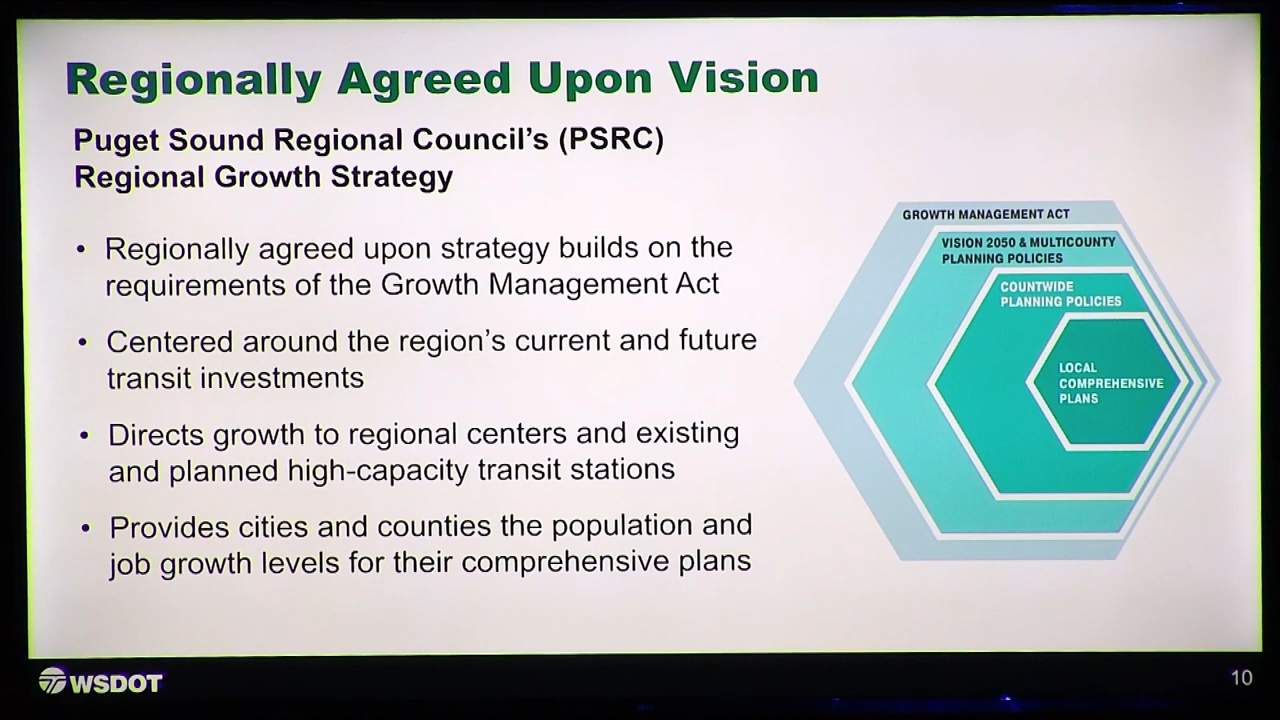 Regionally Agreed Upon Vision
Puget Sound Regional Council's (PSRC)
Regional Growth Strategy
• Regionally agreed upon strategy builds on the
requirements of the Growth Management Act
• Centered around the region's current and future
transit investments
• Directs growth to regional centers and existing
and planned high-capacity transit stations
• Provides cities and counties the population and
job growth levels for their comprehensive plans
GROWTH MANAGEMENT ACT
VISION 2050 & MULTICOUNTY
PLANNING POLICIES
COUNTWIDE
PLANNING POLICIES
LOCAL
COMPREHENSIVE
PLANS
WSDOT
10